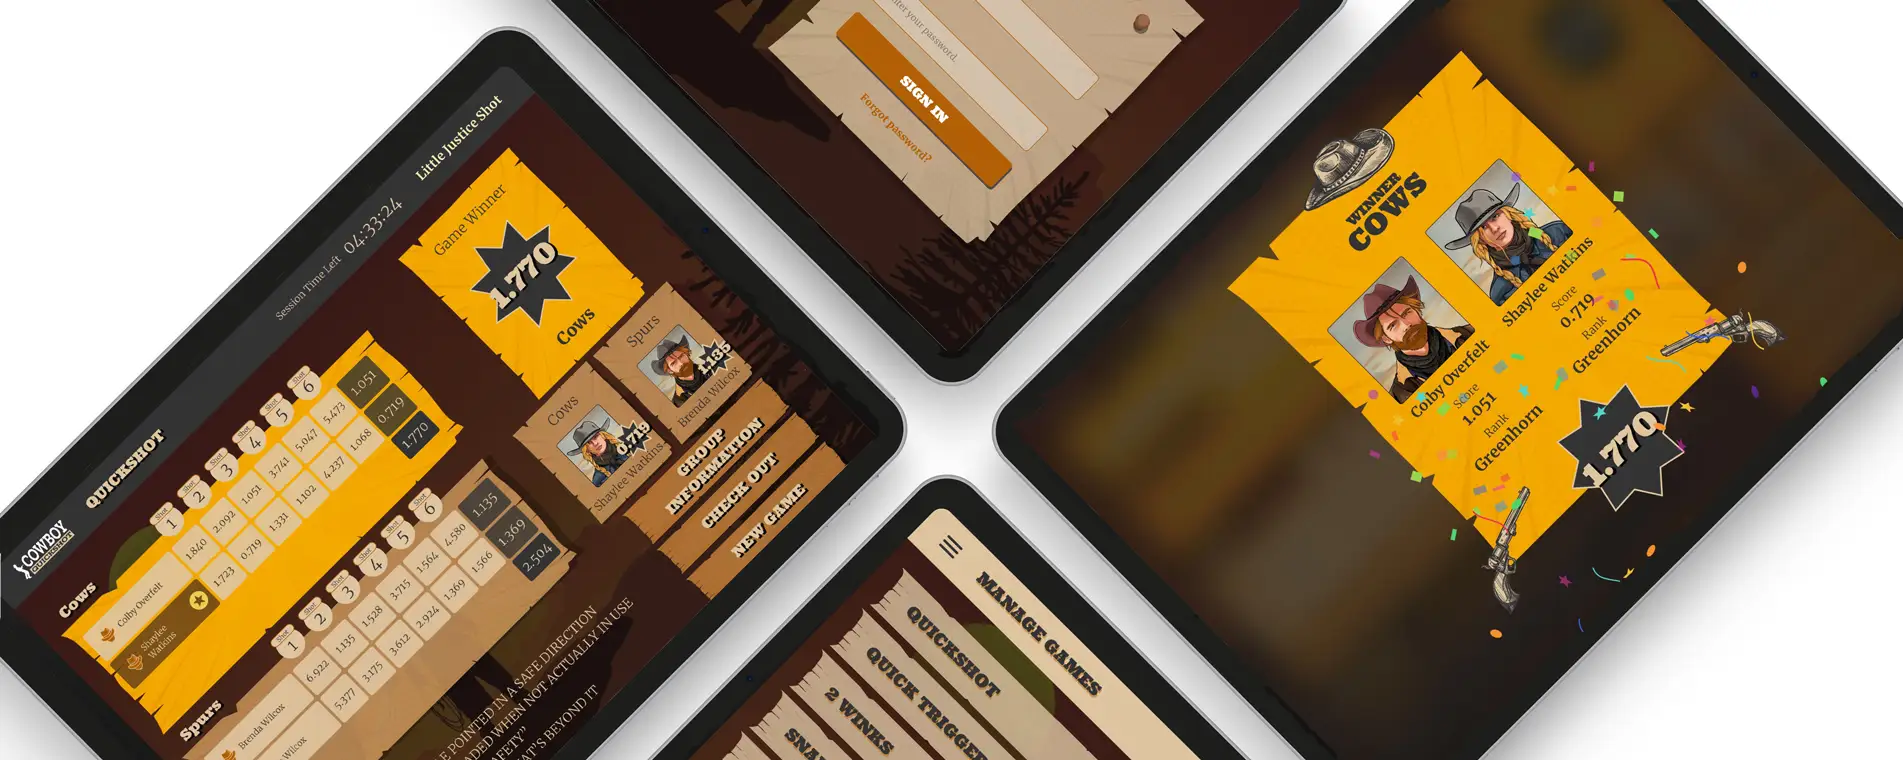 COWBOY
QUICKSHOT
QUICKSHOT
Session Time Left 04:33:24
Little Justice Shot
Cows
Shot Shot Shot Shot Shot Shot
1 2 3 4 5 6
Colby Overfelt
1.840 2.092 1.051 3.741 5.047 5.473 1.051
Shaylee
Watkins
1.723 0.719 1.331 1.102 4.237 1.068 0.719
1.770
Spurs
Shot Shot Shot Shot Shot Shot
1 2 3 4 5 6
Brenda Wilcox
6.922 1.135 1.528 3.715 1.564 4.580 1.135
Wilcox
5.377 3.175 3.612 2.924 1.369 1.566 1.369
2.504
Game Winner
1.770
Cows
Cows
0.719
Shaylee Watkins
Spurs
1.135
Brenda Wilcox
GROUP
INFORMATION
CHECK OUT
NEW GAME
POINTED IN A SAFE DIRECTION
WHEN NOT ACTUALLY IN USE
BEYOND IT
enter your password.
SIGN IN
Forgot password?
MANAGE GAMES
QUICKSHOT
QUICK TRIGGER
2 WINKS
WINNER
COWS
Colby Overfelt
Score
1.051
Rank
Greenhorn
Shaylee Watkins
Score
0.719
Rank
Greenhorn
1.770